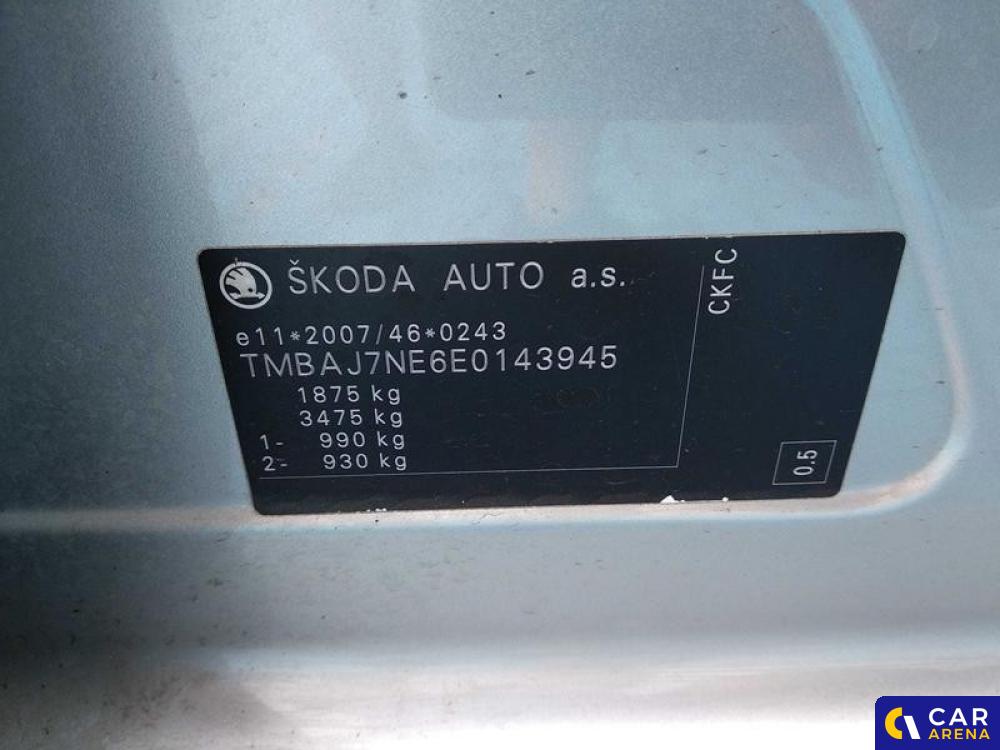 ŠKODA AUTO a.s.
CKFC
e11*2007/46*0243
TMBAJ7NE6E0143945
1875 kg
3475 kg
1- 990 kg
2- 930 kg
0.5
CAR
ARENA